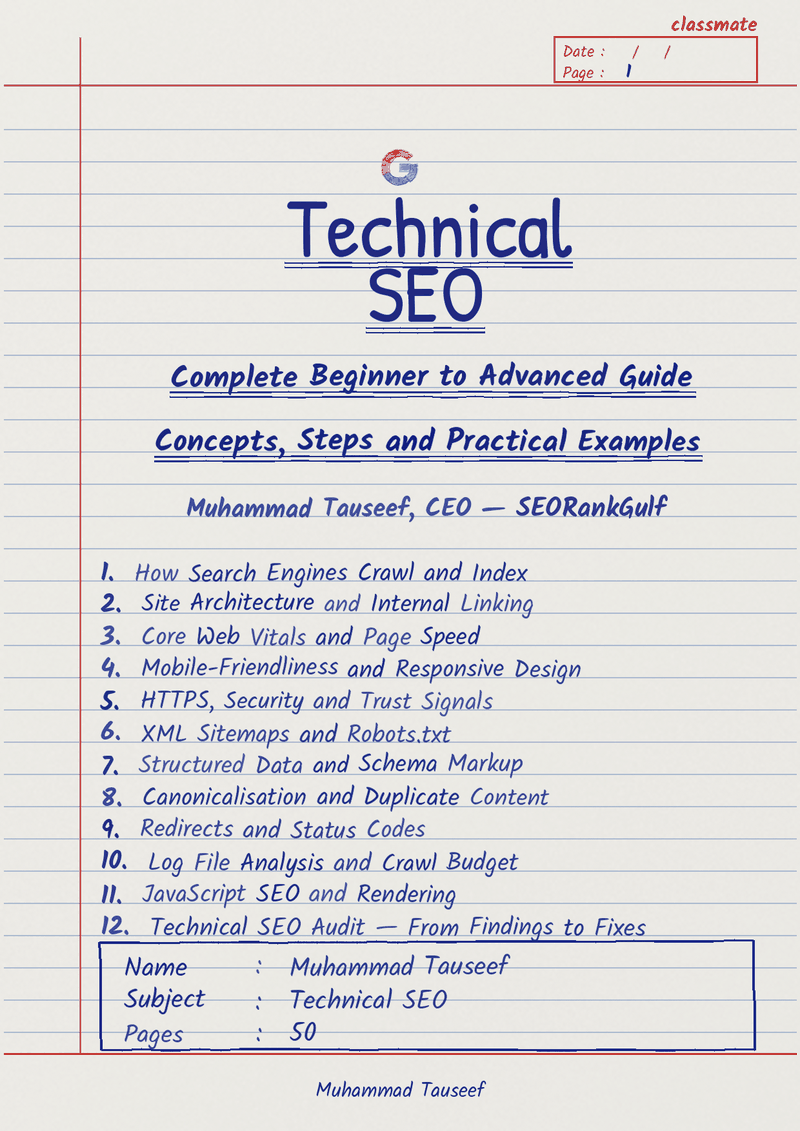 classmate
Date : / /
Page : 1
G
Technical
SEO
Complete Beginner to Advanced Guide
Concepts, Steps and Practical Examples
Muhammad Tauseef, CEO — SEORankGulf
1. How Search Engines Crawl and Index
2. Site Architecture and Internal Linking
3. Core Web Vitals and Page Speed
4. Mobile-Friendliness and Responsive Design
5. HTTPS, Security and Trust Signals
6. XML Sitemaps and Robots.txt
7. Structured Data and Schema Markup
8. Canonicalisation and Duplicate Content
9. Redirects and Status Codes
10. Log File Analysis and Crawl Budget
11. JavaScript SEO and Rendering
12. Technical SEO Audit — From Findings to Fixes
Name : Muhammad Tauseef
Subject : Technical SEO
Pages : 50
Muhammad Tauseef